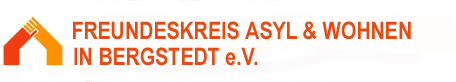 FREUNDESKREIS ASYL & WOHNEN
IN BERGSTEDT e.V.